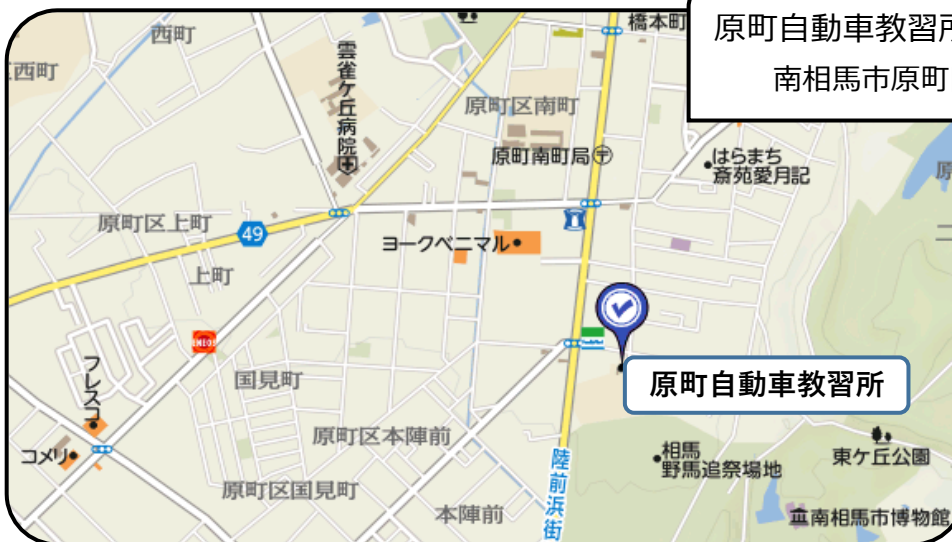 原町自動車教習所
南相馬市原町
橋本町
西町
西町
雲雀ケ丘病院
原町区南町
原町南町局
はらまち
斎苑愛月記
原
原町区上町
49
ヨークベニマル
上町
ENEOS
国見町
フレスコ
原町自動車教習所
コメリ
原町区本陣前
相馬
野馬追祭場地
東ケ丘公園
原町区国見町
陸前浜街
本陣前
南相馬市博物館